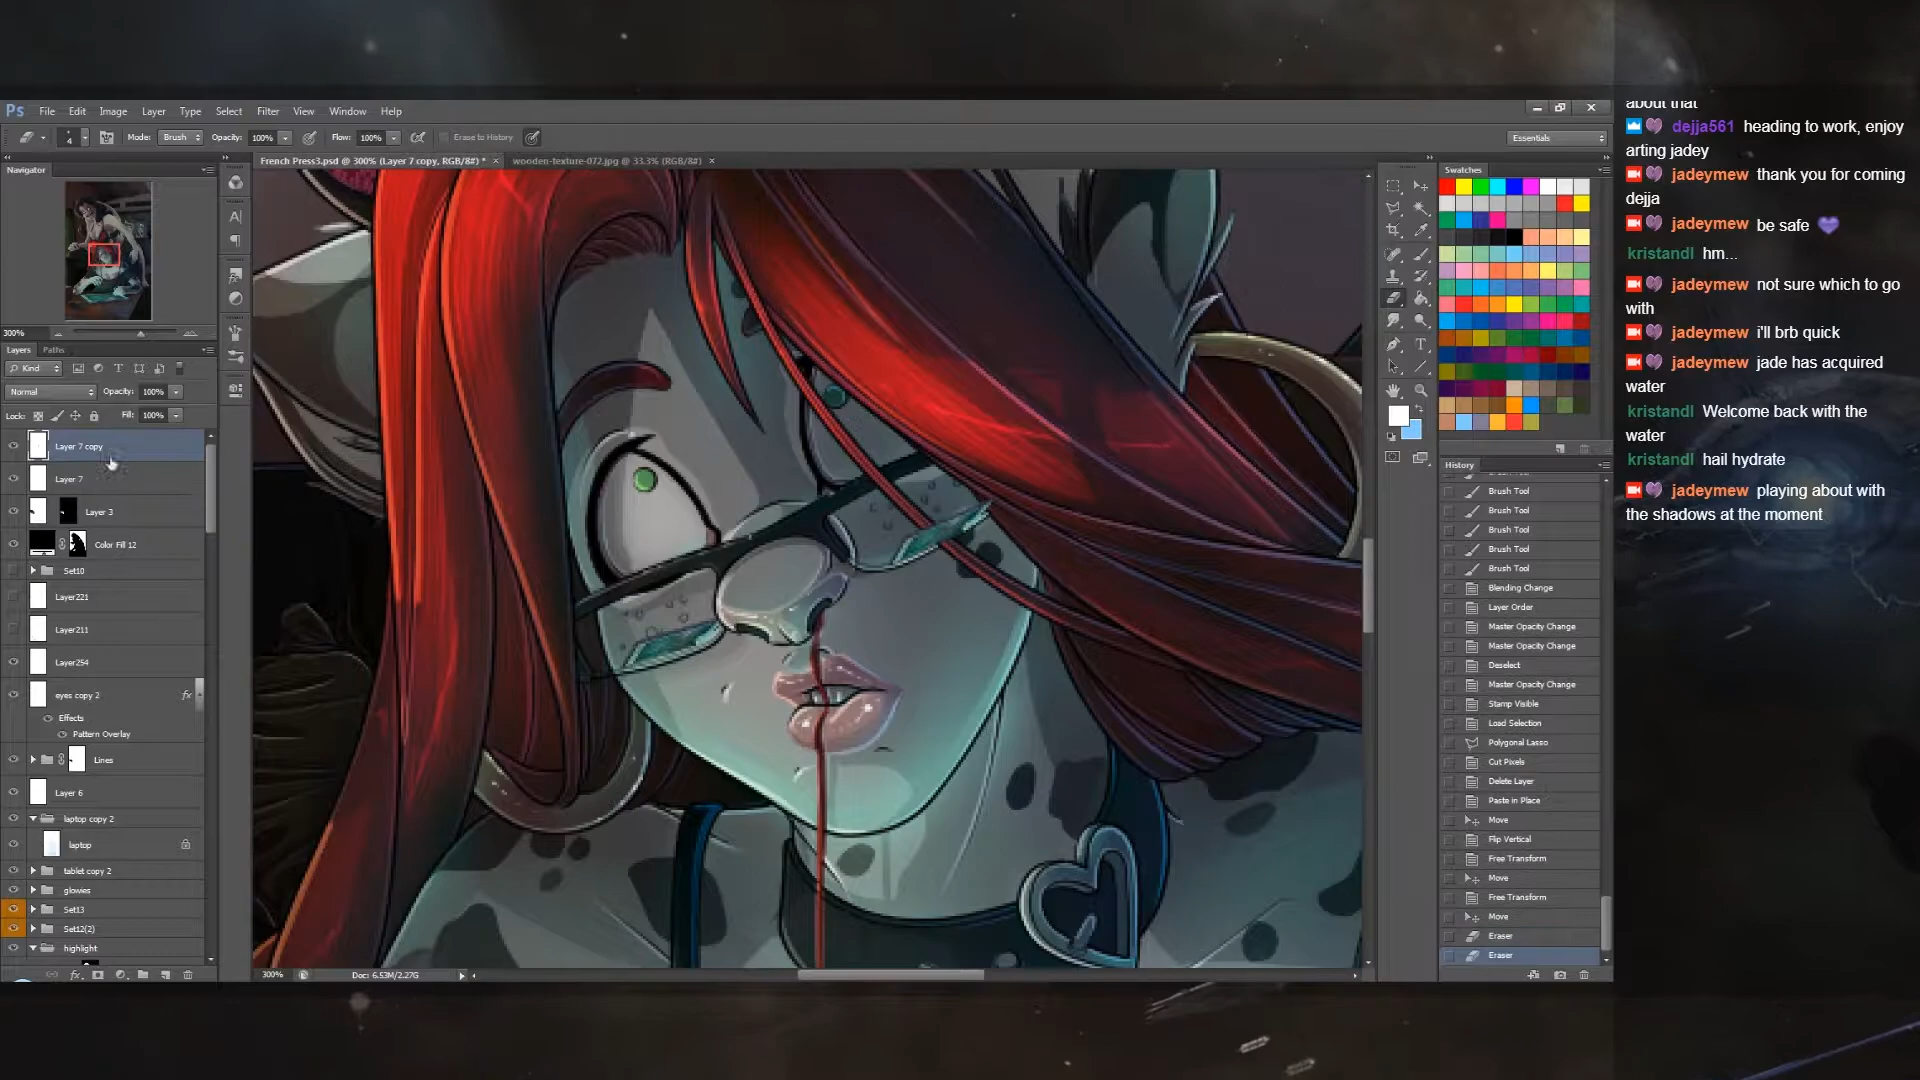 Ps File Edit Image Layer Type Select Filter View Window Help
4 Mode: Brush Opacity: 100% Flow: 100% Erase to History Essentials
French Press3.psd @ 300% (Layer 7 copy, RGB/8#) * × wooden-texture-072.jpg @ 33.3% (RGB/8#) ×
Navigator
300%
Layers Paths
Kind
Normal Opacity: 100%
Lock: Fill: 100%
Layer 7 copy
Layer 7
Layer 3
Color Fill 12
Set10
Layer221
Layer211
Layer254
eyes copy 2 fx
Effects
Pattern Overlay
Lines
Layer 6
laptop copy 2
laptop
tablet copy 2
glowies
Set13
Set12(2)
highlight
300% Doc: 6.53M/2.27G
Swatches
History
Brush Tool
Brush Tool
Brush Tool
Brush Tool
Brush Tool
Blending Change
Layer Order
Master Opacity Change
Master Opacity Change
Deselect
Master Opacity Change
Stamp Visible
Load Selection
Polygonal Lasso
Cut Pixels
Delete Layer
Paste in Place
Move
Flip Vertical
Free Transform
Move
Free Transform
Move
Eraser
Eraser
about that
dejja561 heading to work, enjoy
arting jadey
jadeymew thank you for coming
dejja
jadeymew be safe
kristandl hm...
jadeymew not sure which to go
with
jadeymew i'll brb quick
jadeymew jade has acquired
water
kristandl Welcome back with the
water
kristandl hail hydrate
jadeymew playing about with
the shadows at the moment